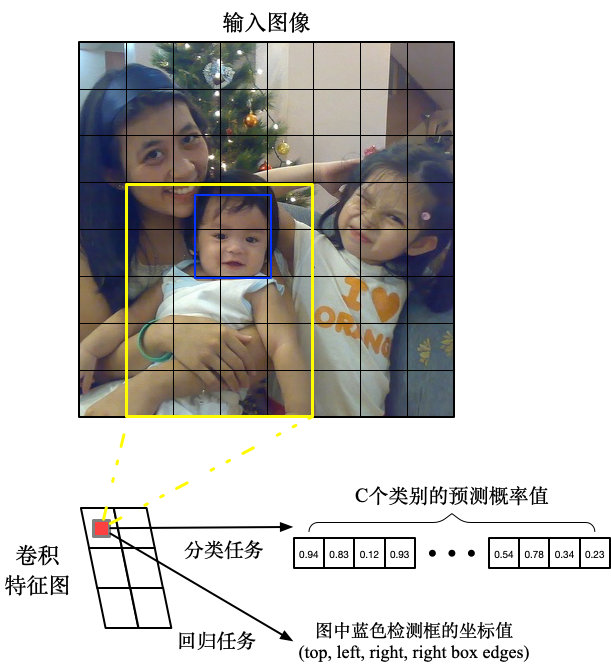 输入图像
I ❤
ORANG
C个类别的预测概率值
0.94 0.83 0.12 0.93 • • • 0.54 0.78 0.34 0.23
分类任务
卷积
特征图
回归任务
图中蓝色检测框的坐标值
(top, left, right, right box edges)